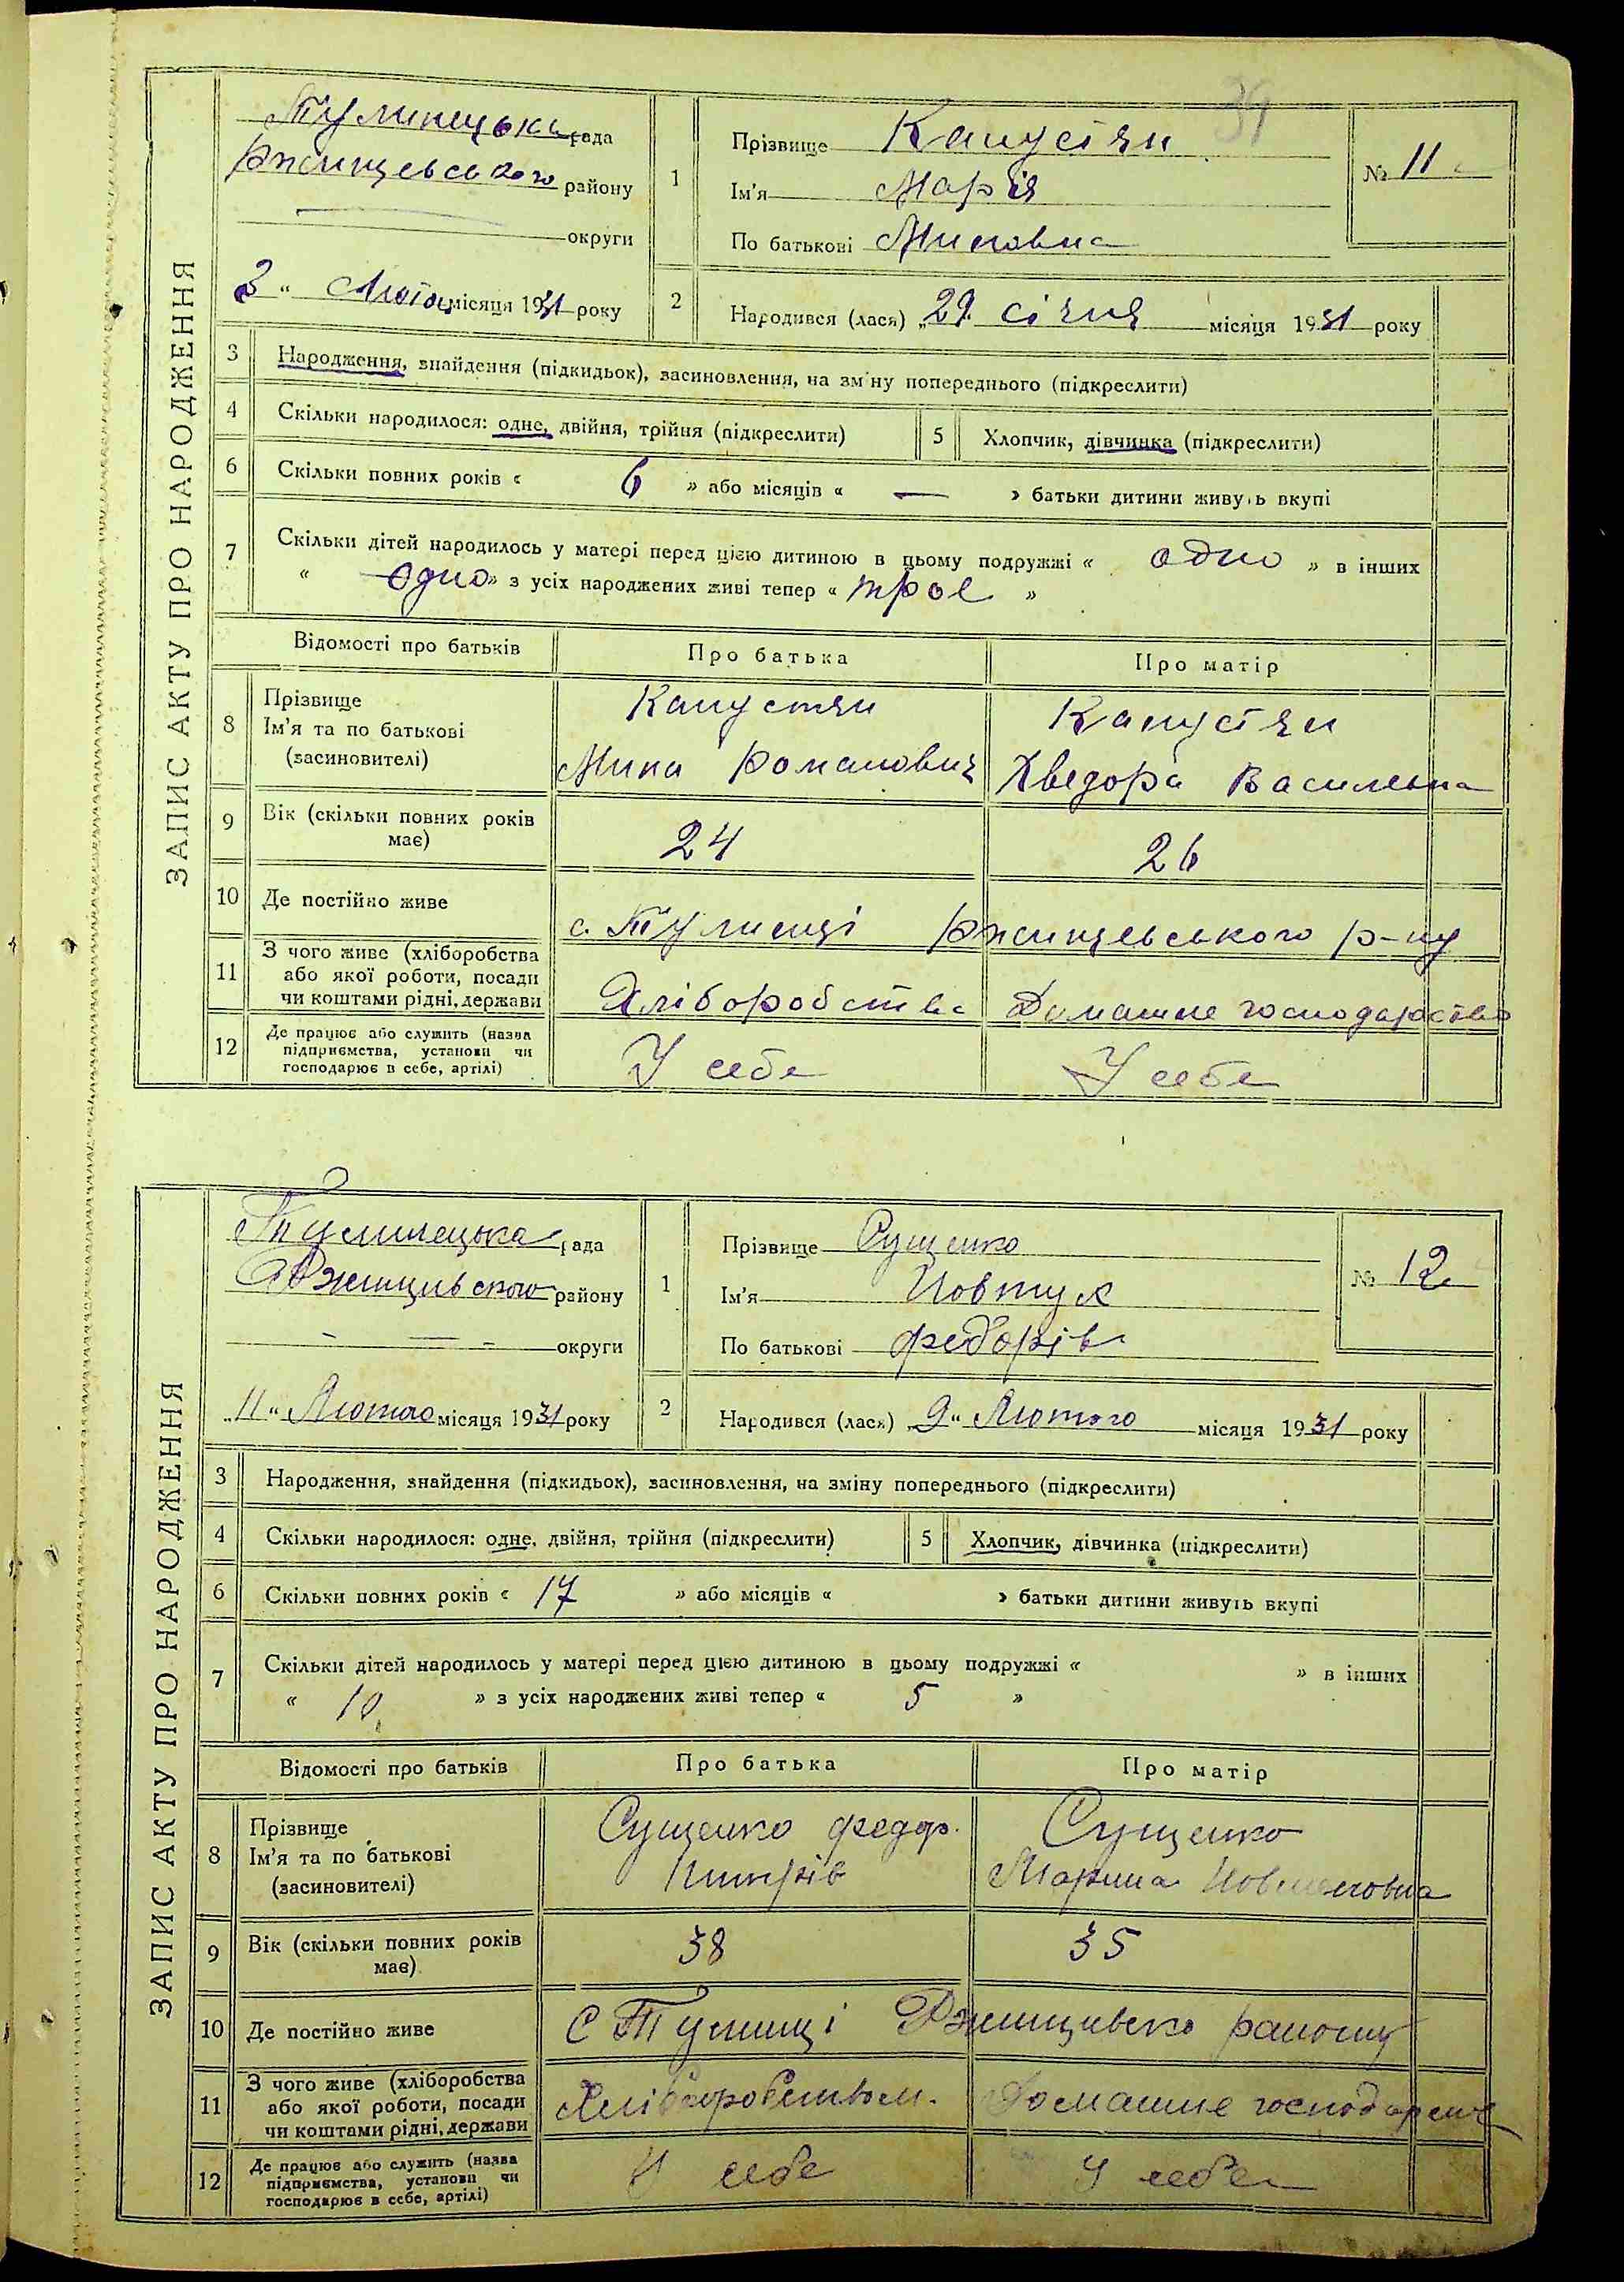 39
ЗАПИС АКТУ ПРО НАРОДЖЕННЯ
Тулинецька рада
Ржищевського району
округи
3 „ Лютого місяця 1931 року
1
Прізвище Капустян
Ім'я Марія
По батькові Миновна
№ 11
2
Народився (лася) „29 січня місяця 1931 року
3 Народження, знайдення (підкидьок), засиновлення, на зміну попереднього (підкреслити)
4 Скільки народилося: одне, двійня, трійня (підкреслити)
5 Хлопчик, дівчинка (підкреслити)
6 Скільки повних років « 6 » або місяців « — » батьки дитини живуть вкупі
7 Скільки дітей народилось у матері перед цією дитиною в цьому подружжі « одно » в інших
« одно » з усіх народжених живі тепер « трое »
Відомості про батьків Про батька Про матір
8 Прізвище
Ім'я та по батькові
(засиновителі)
Капустян
Мина Романович
Капустян
Хведора Василевна
9 Вік (скільки повних років
має)
24 26
10 Де постійно живе
с. Тулинці Ржищевського р-ну
11 З чого живе (хліборобства
або якої роботи, посади
чи коштами рідні, держави
Хліборобства Домашне господарство
12 Де працює або служить (назва
підприємства, установи чи
господарює в себе, артілі)
У себе У себе
ЗАПИС АКТУ ПРО НАРОДЖЕННЯ
Тулинецька рада
Ржищивського району
округи
„11 „ Лютого місяця 1931 року
1
Прізвище Сущенко
Ім'я Йовтух
По батькові Федорів
№ 12
2
Народився (лася) „9 „ Лютого місяця 1931 року
3 Народження, знайдення (підкидьок), засиновлення, на зміну попереднього (підкреслити)
4 Скільки народилося: одне, двійня, трійня (підкреслити)
5 Хлопчик, дівчинка (підкреслити)
6 Скільки повних років « 17 » або місяців « » батьки дитини живуть вкупі
7 Скільки дітей народилось у матері перед цією дитиною в цьому подружжі « » в інших
« 10 » з усіх народжених живі тепер « 5 »
Відомості про батьків Про батька Про матір
8 Прізвище
Ім'я та по батькові
(засиновителі)
Сущенко Федор.
Сущенко
Марина
9 Вік (скільки повних років
має)
38 35
10 Де постійно живе
С Тулинці Ржищивско району
11 З чого живе (хліборобства
або якої роботи, посади
чи коштами рідні, держави
Хліборобством. Домашне
12 Де працює або служить (назва
підприємства, установи чи
господарює в себе, артілі)
У себе У себе